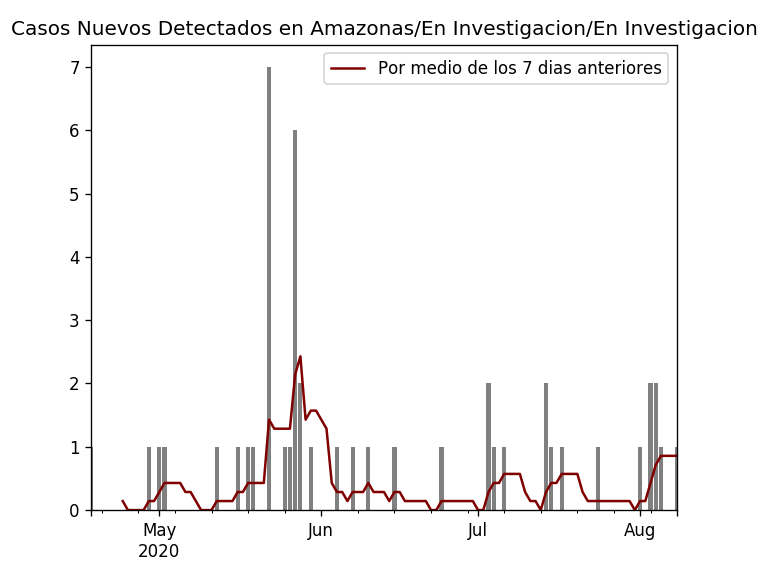 Casos Nuevos Detectados en Amazonas/En Investigacion/En Investigacion
Por medio de los 7 dias anteriores
7
6
5
4
3
2
1
0
May
2020
Jun
Jul
Aug